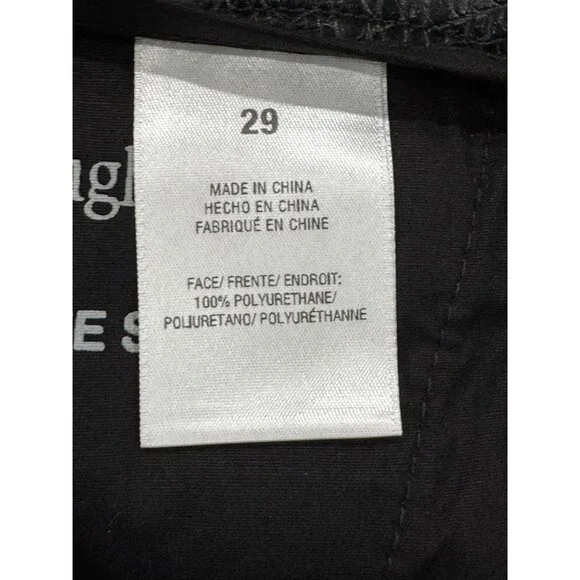 29
MADE IN CHINA
HECHO EN CHINA
FABRIQUÉ EN CHINE
FACE/ FRENTE/ ENDROIT:
100% POLYURETHANE/
POLIURETANO/ POLYURÉTHANNE